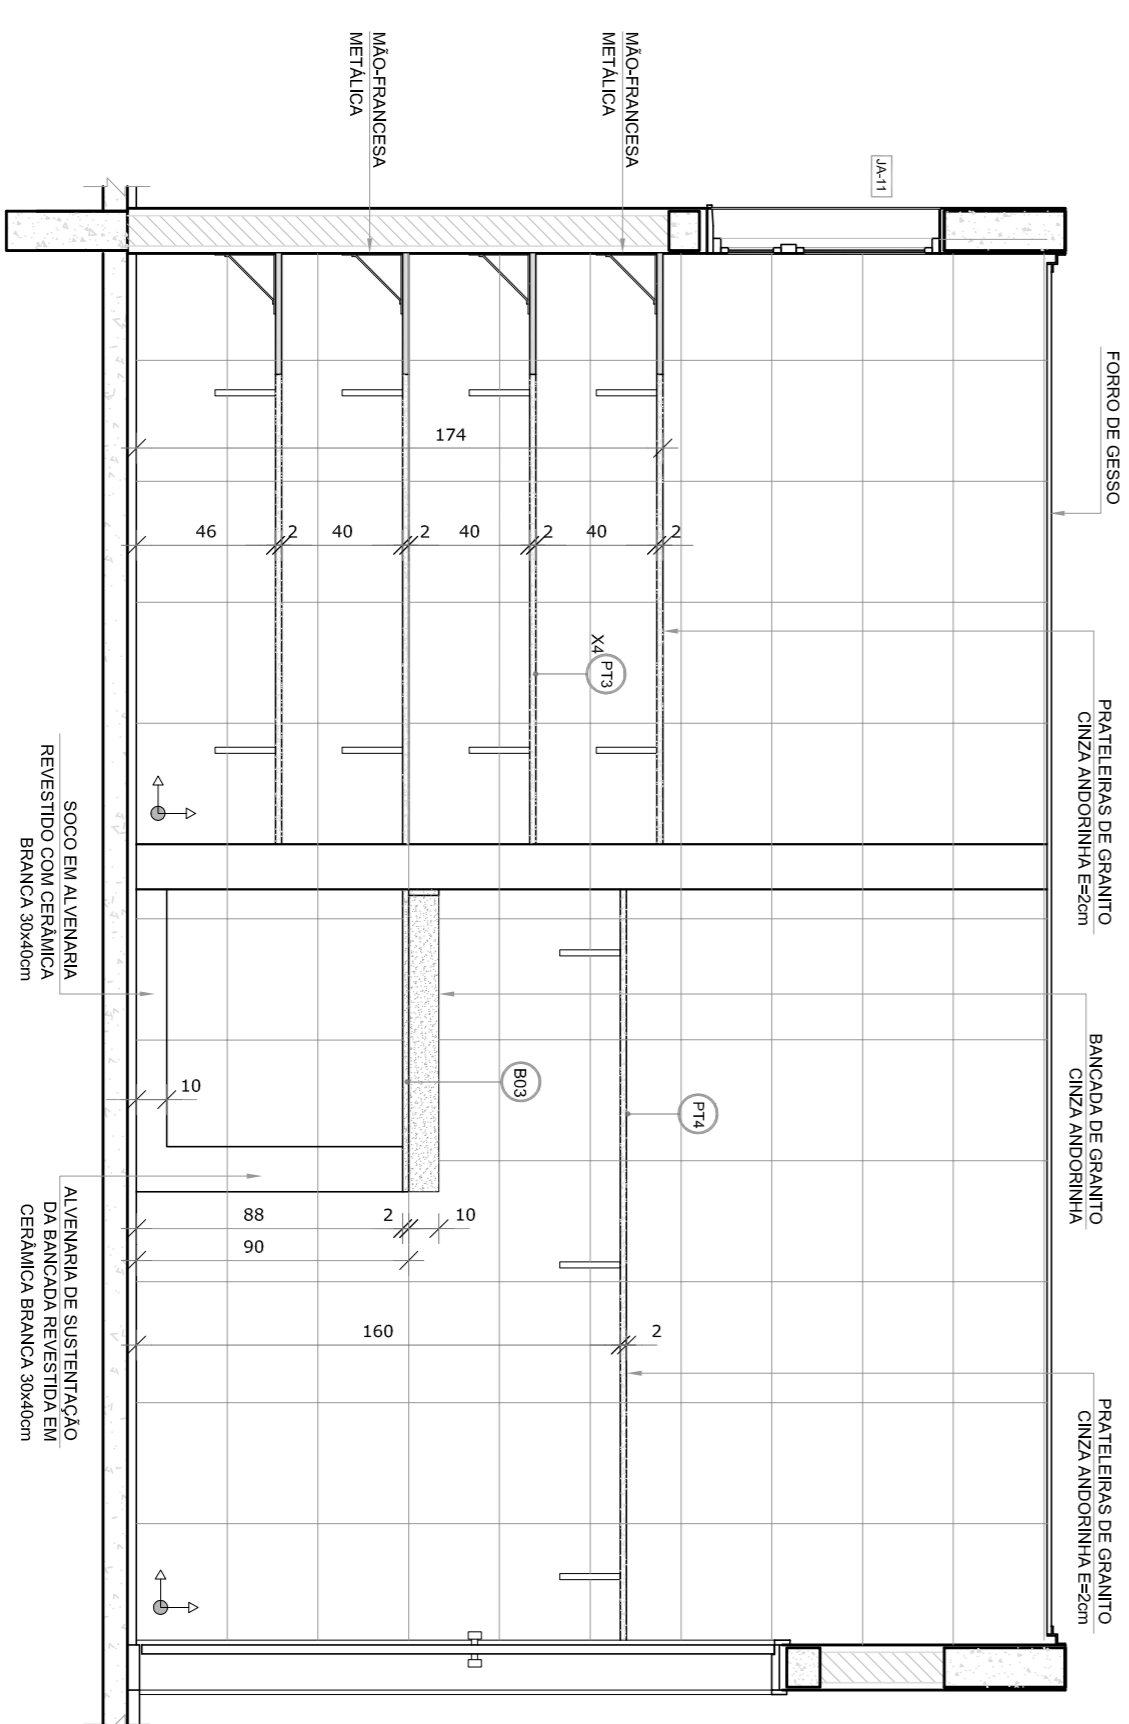 MÃO-FRANCESA
METÁLICA
MÃO-FRANCESA
METÁLICA
JA-11
FORRO DE GESSO
PRATELEIRAS DE GRANITO
CINZA ANDORINHA E=2cm
BANCADA DE GRANITO
CINZA ANDORINHA
PRATELEIRAS DE GRANITO
CINZA ANDORINHA E=2cm
174
46
2
40
2
40
2
40
2
PT3
X4
B03
PT4
10
88
2
10
90
160
2
SOCO EM ALVENARIA
REVESTIDO COM CERÂMICA
BRANCA 30x40cm
ALVENARIA DE SUSTENTAÇÃO
DA BANCADA REVESTIDA EM
CERÂMICA BRANCA 30x40cm